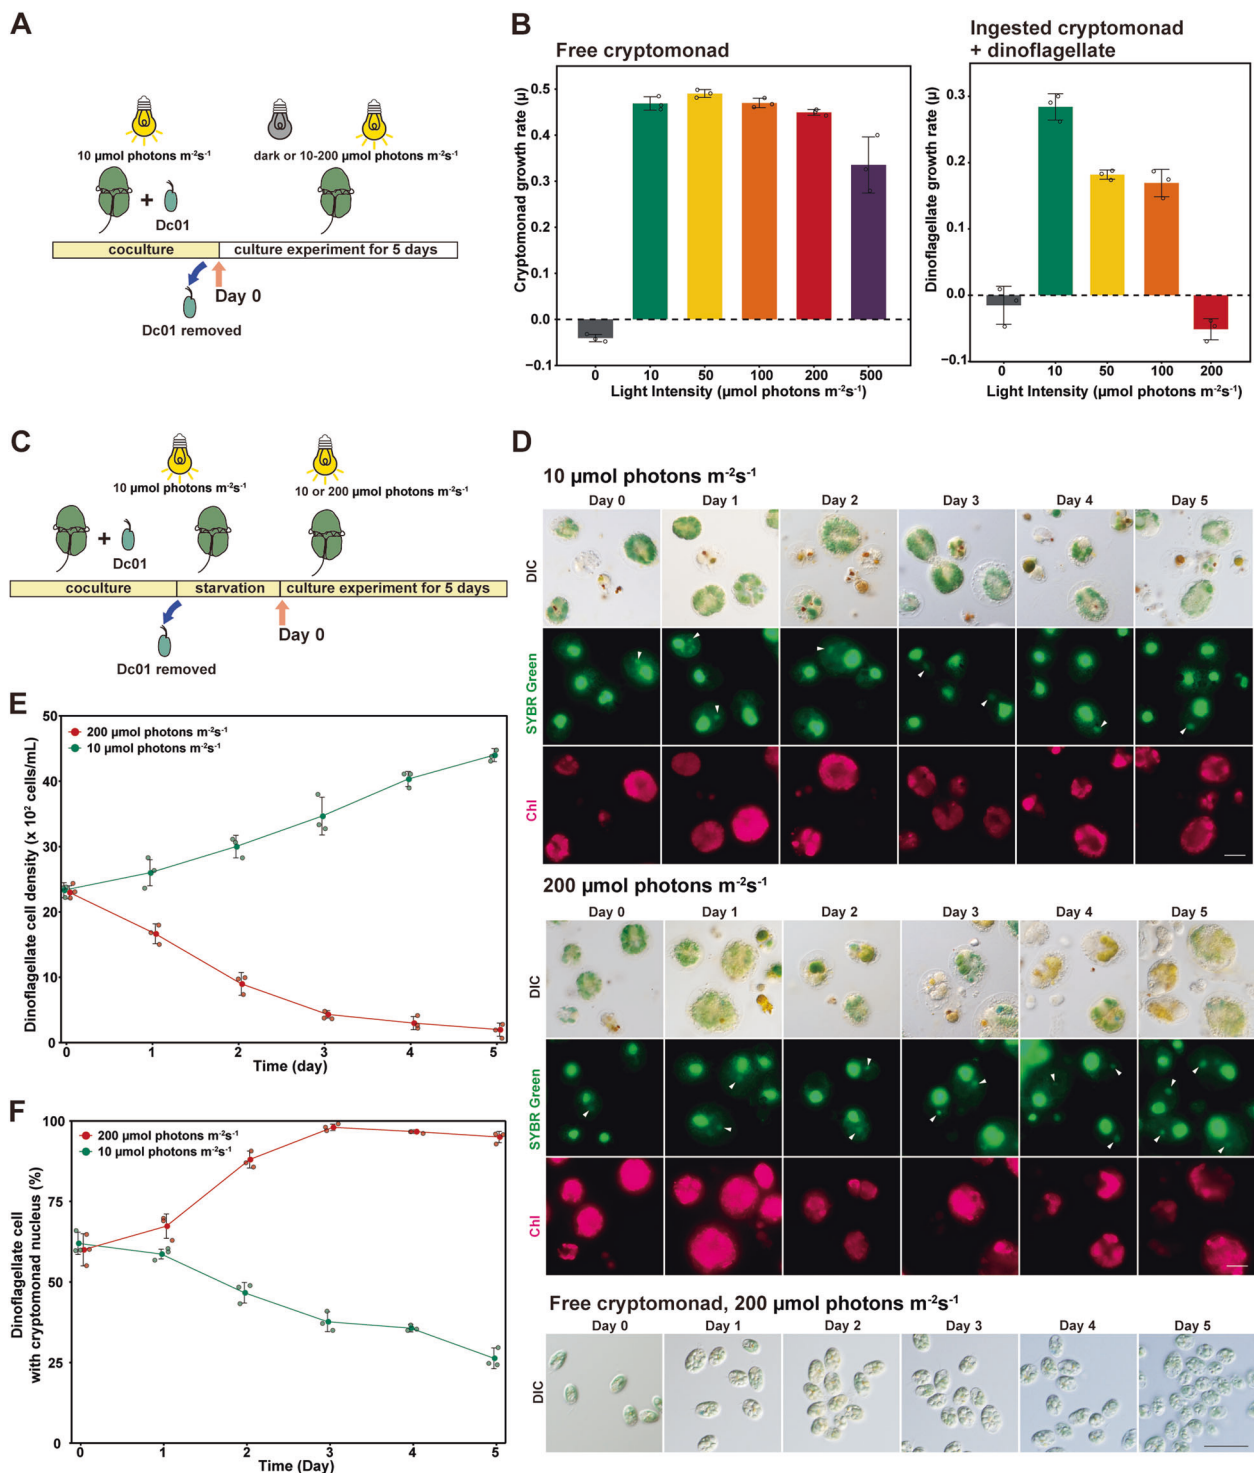 A
10 µmol photons m⁻²s⁻¹
dark or 10-200 µmol photons m⁻²s⁻¹
+
Dc01
coculture
culture experiment for 5 days
Day 0
Dc01 removed
B
Free cryptomonad
Cryptomonad growth rate (µ)
0.5
0.4
0.3
0.2
0.1
0.0
−0.1
0 10 50 100 200 500
Light Intensity (µmol photons m⁻²s⁻¹)
Ingested cryptomonad
+ dinoflagellate
Dinoflagellate growth rate (µ)
0.3
0.2
0.1
0.0
−0.1
0 10 50 100 200
Light Intensity (µmol photons m⁻²s⁻¹)
C
10 µmol photons m⁻²s⁻¹
10 or 200 µmol photons m⁻²s⁻¹
+
Dc01
coculture
starvation
culture experiment for 5 days
Day 0
Dc01 removed
D
10 µmol photons m⁻²s⁻¹
Day 0 Day 1 Day 2 Day 3 Day 4 Day 5
DIC
SYBR Green
Chl
200 µmol photons m⁻²s⁻¹
Day 0 Day 1 Day 2 Day 3 Day 4 Day 5
DIC
SYBR Green
Chl
Free cryptomonad, 200 µmol photons m⁻²s⁻¹
Day 0 Day 1 Day 2 Day 3 Day 4 Day 5
DIC
E
Dinoflagellate cell density (x 10² cells/mL)
50
40
30
20
10
0
200 µmol photons m⁻²s⁻¹
10 µmol photons m⁻²s⁻¹
0 1 2 3 4 5
Time (day)
F
Dinoflagellate cell
with cryptomonad nucleus (%)
100
75
50
25
0
200 µmol photons m⁻²s⁻¹
10 µmol photons m⁻²s⁻¹
0 1 2 3 4 5
Time (Day)